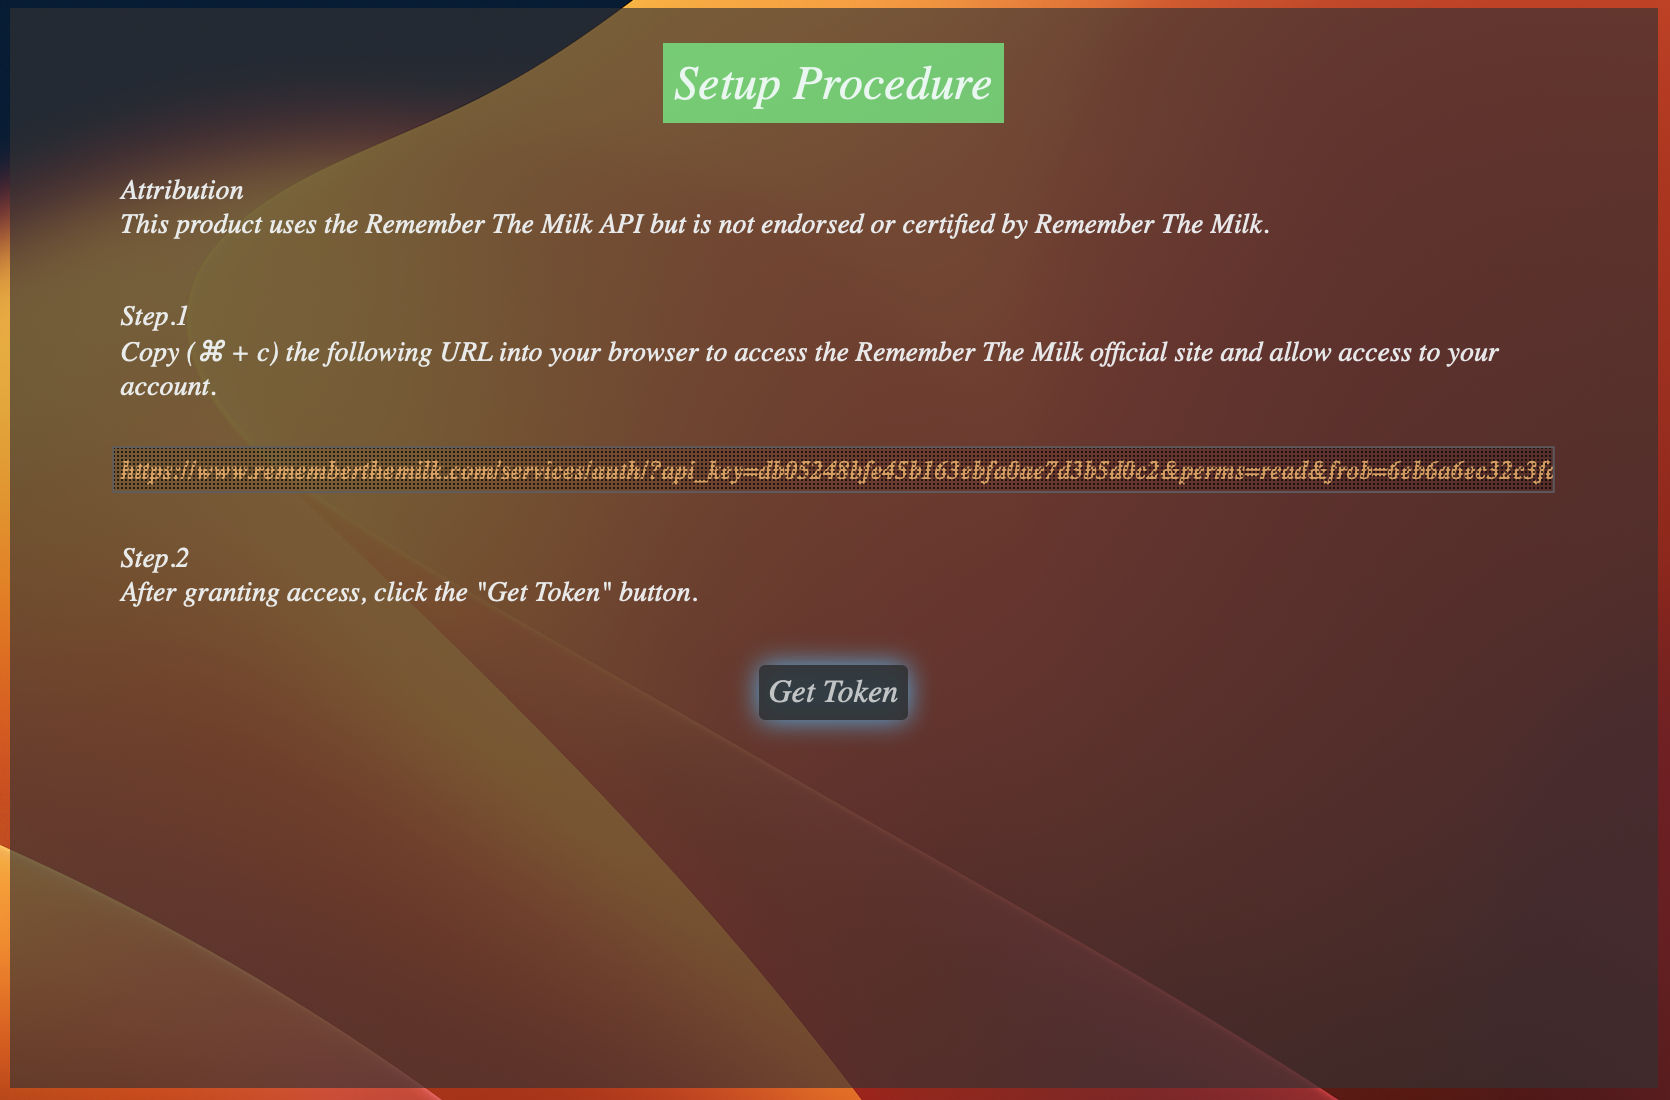 Setup Procedure
Attribution
This product uses the Remember The Milk API but is not endorsed or certified by Remember The Milk.
Step.1
Copy (⌘ + c) the following URL into your browser to access the Remember The Milk official site and allow access to your
account.
https://www.rememberthemilk.com/services/auth/?api_key=db05248bfe45b163ebfa0ae7d3b5d0c2&perms=read&frob=6eb6a6ec32c3fa
Step.2
After granting access, click the "Get Token" button.
Get Token